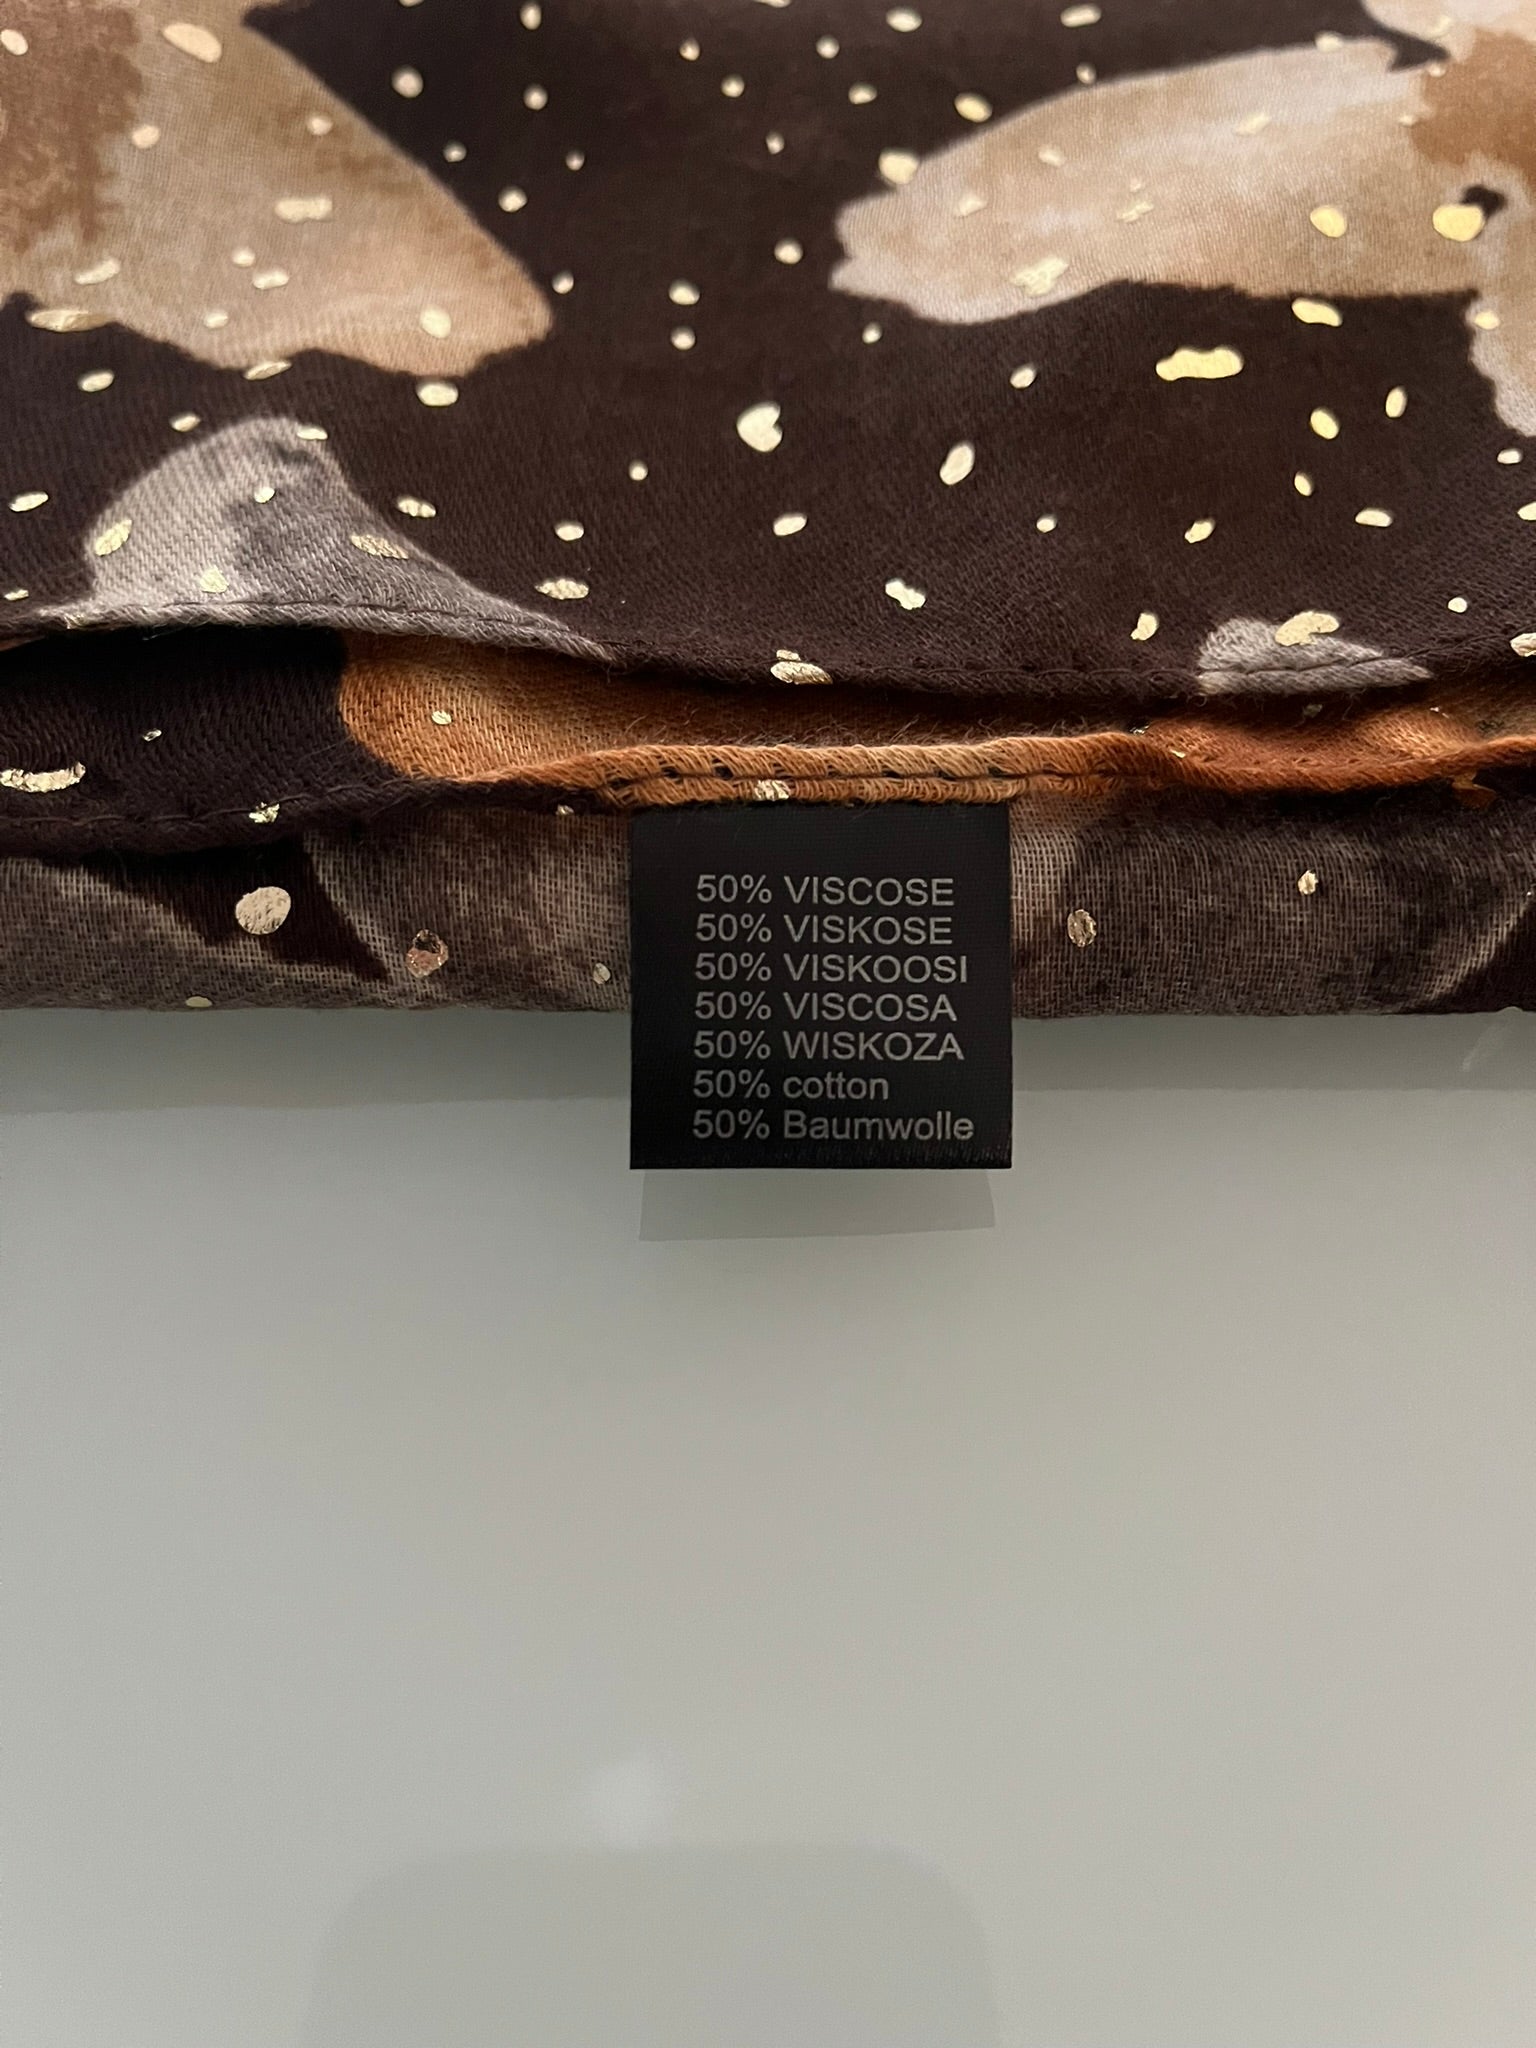 50% VISCOSE
50% VISKOSE
50% VISKOOSI
50% VISCOSA
50% WISKOZA
50% cotton
50% Baumwolle